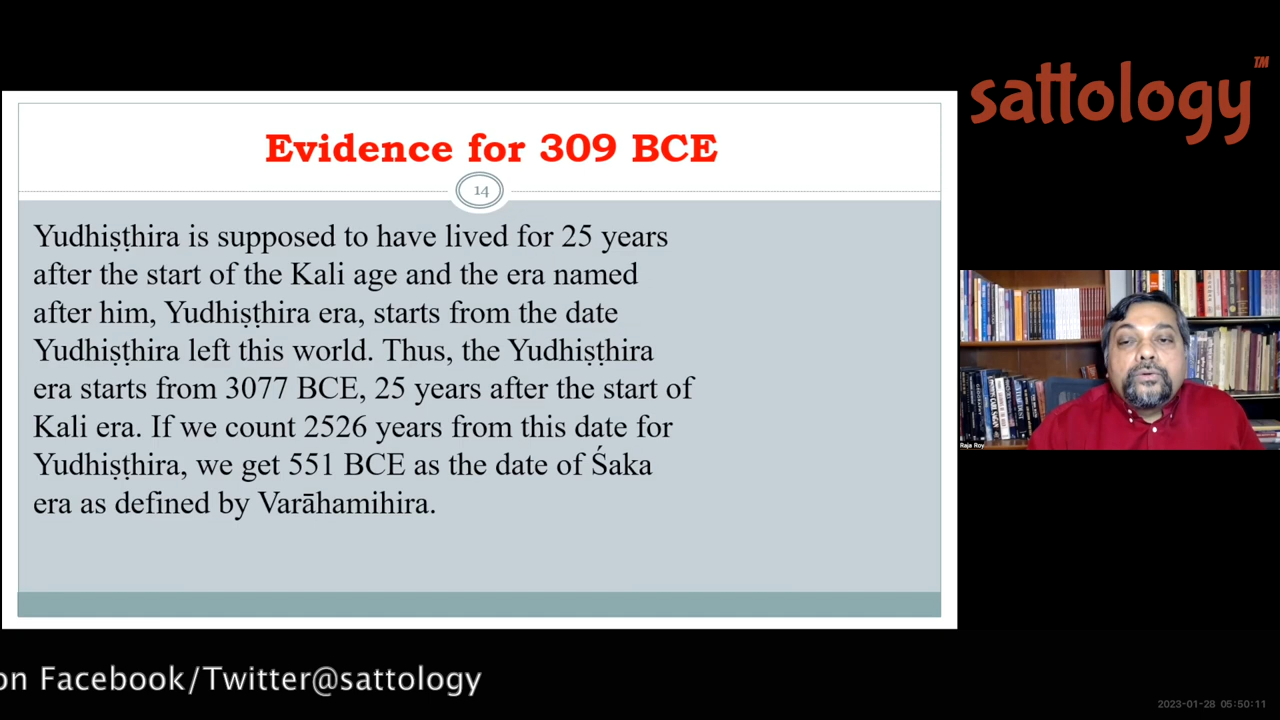 sattology
TM
Evidence for 309 BCE
14
Yudhiṣṭhira is supposed to have lived for 25 years
after the start of the Kali age and the era named
after him, Yudhiṣṭhira era, starts from the date
Yudhiṣṭhira left this world. Thus, the Yudhiṣṭhira
era starts from 3077 BCE, 25 years after the start of
Kali era. If we count 2526 years from this date for
Yudhiṣṭhira, we get 551 BCE as the date of Śaka
era as defined by Varāhamihira.
Raja Roy
on Facebook/Twitter@sattology
2023-01-28 05:50:11